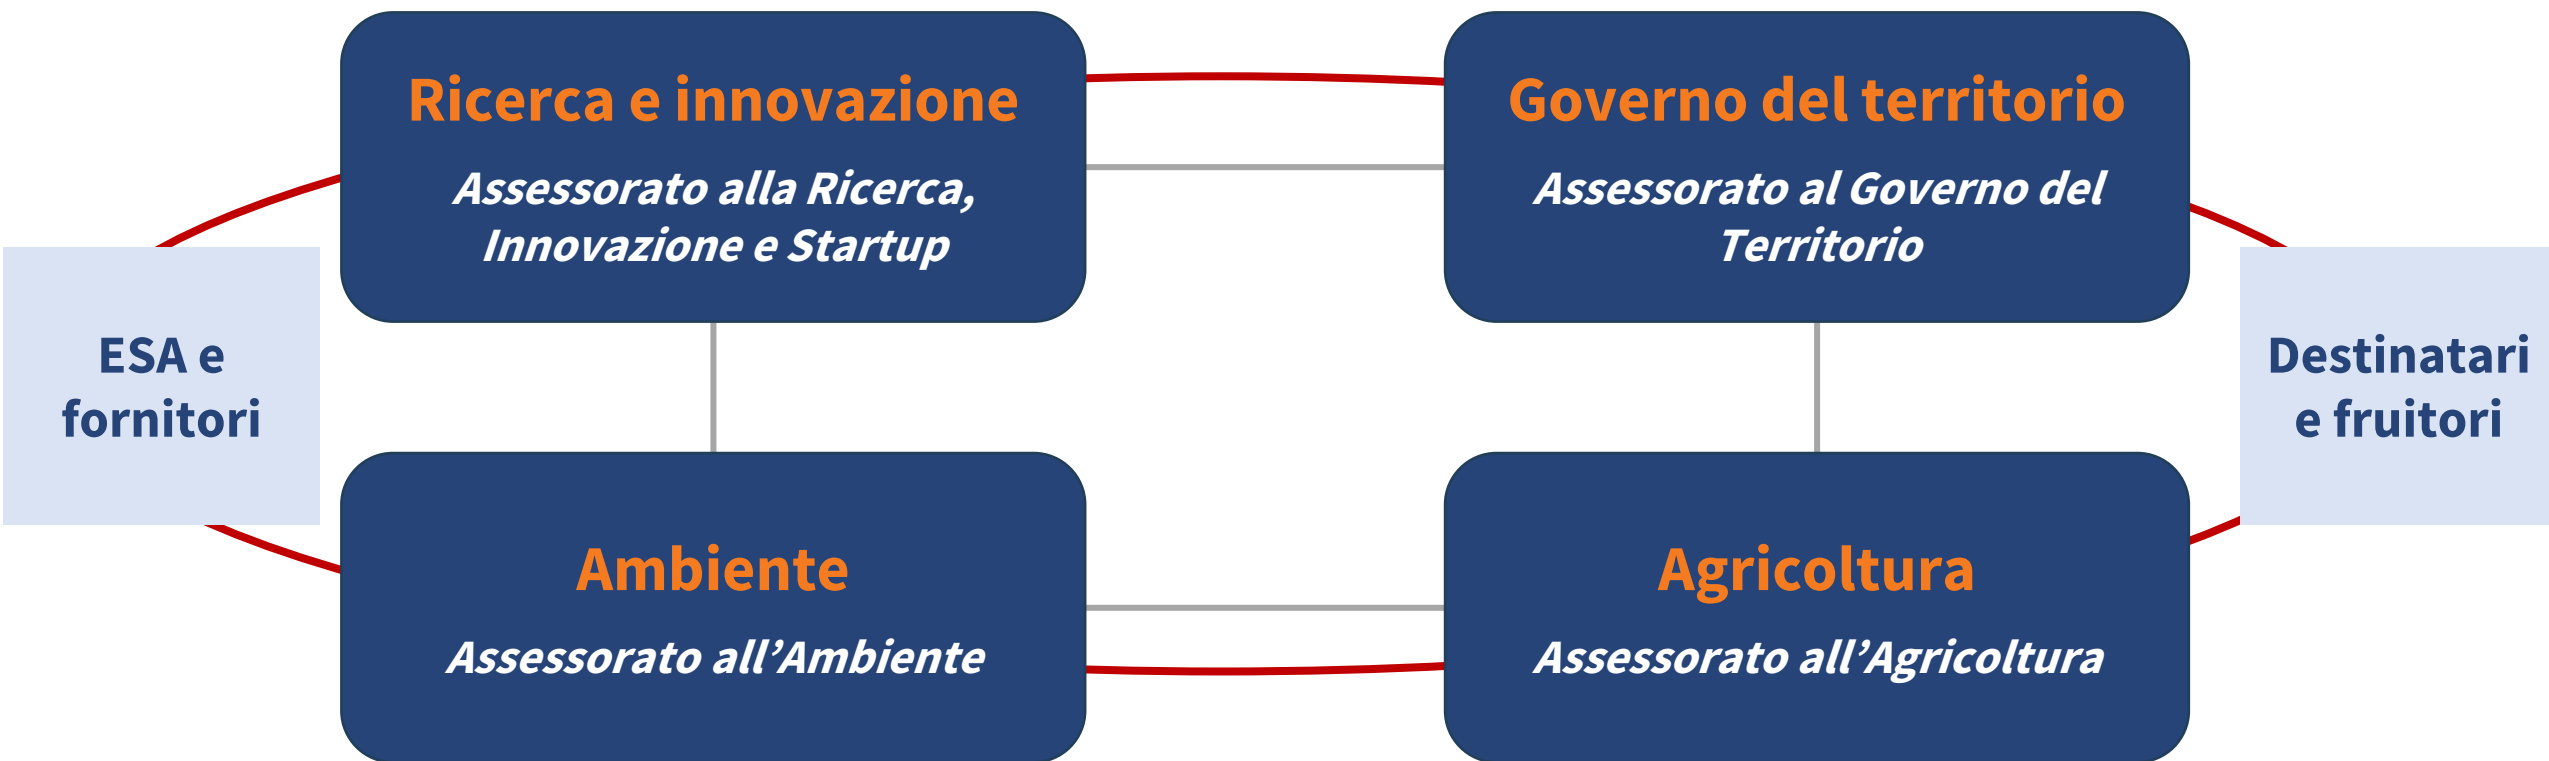 Ricerca e innovazione
Assessorato alla Ricerca,
Innovazione e Startup
Governo del territorio
Assessorato al Governo del
Territorio
ESA e
fornitori
Destinatari
e fruitori
Ambiente
Assessorato all’Ambiente
Agricoltura
Assessorato all’Agricoltura